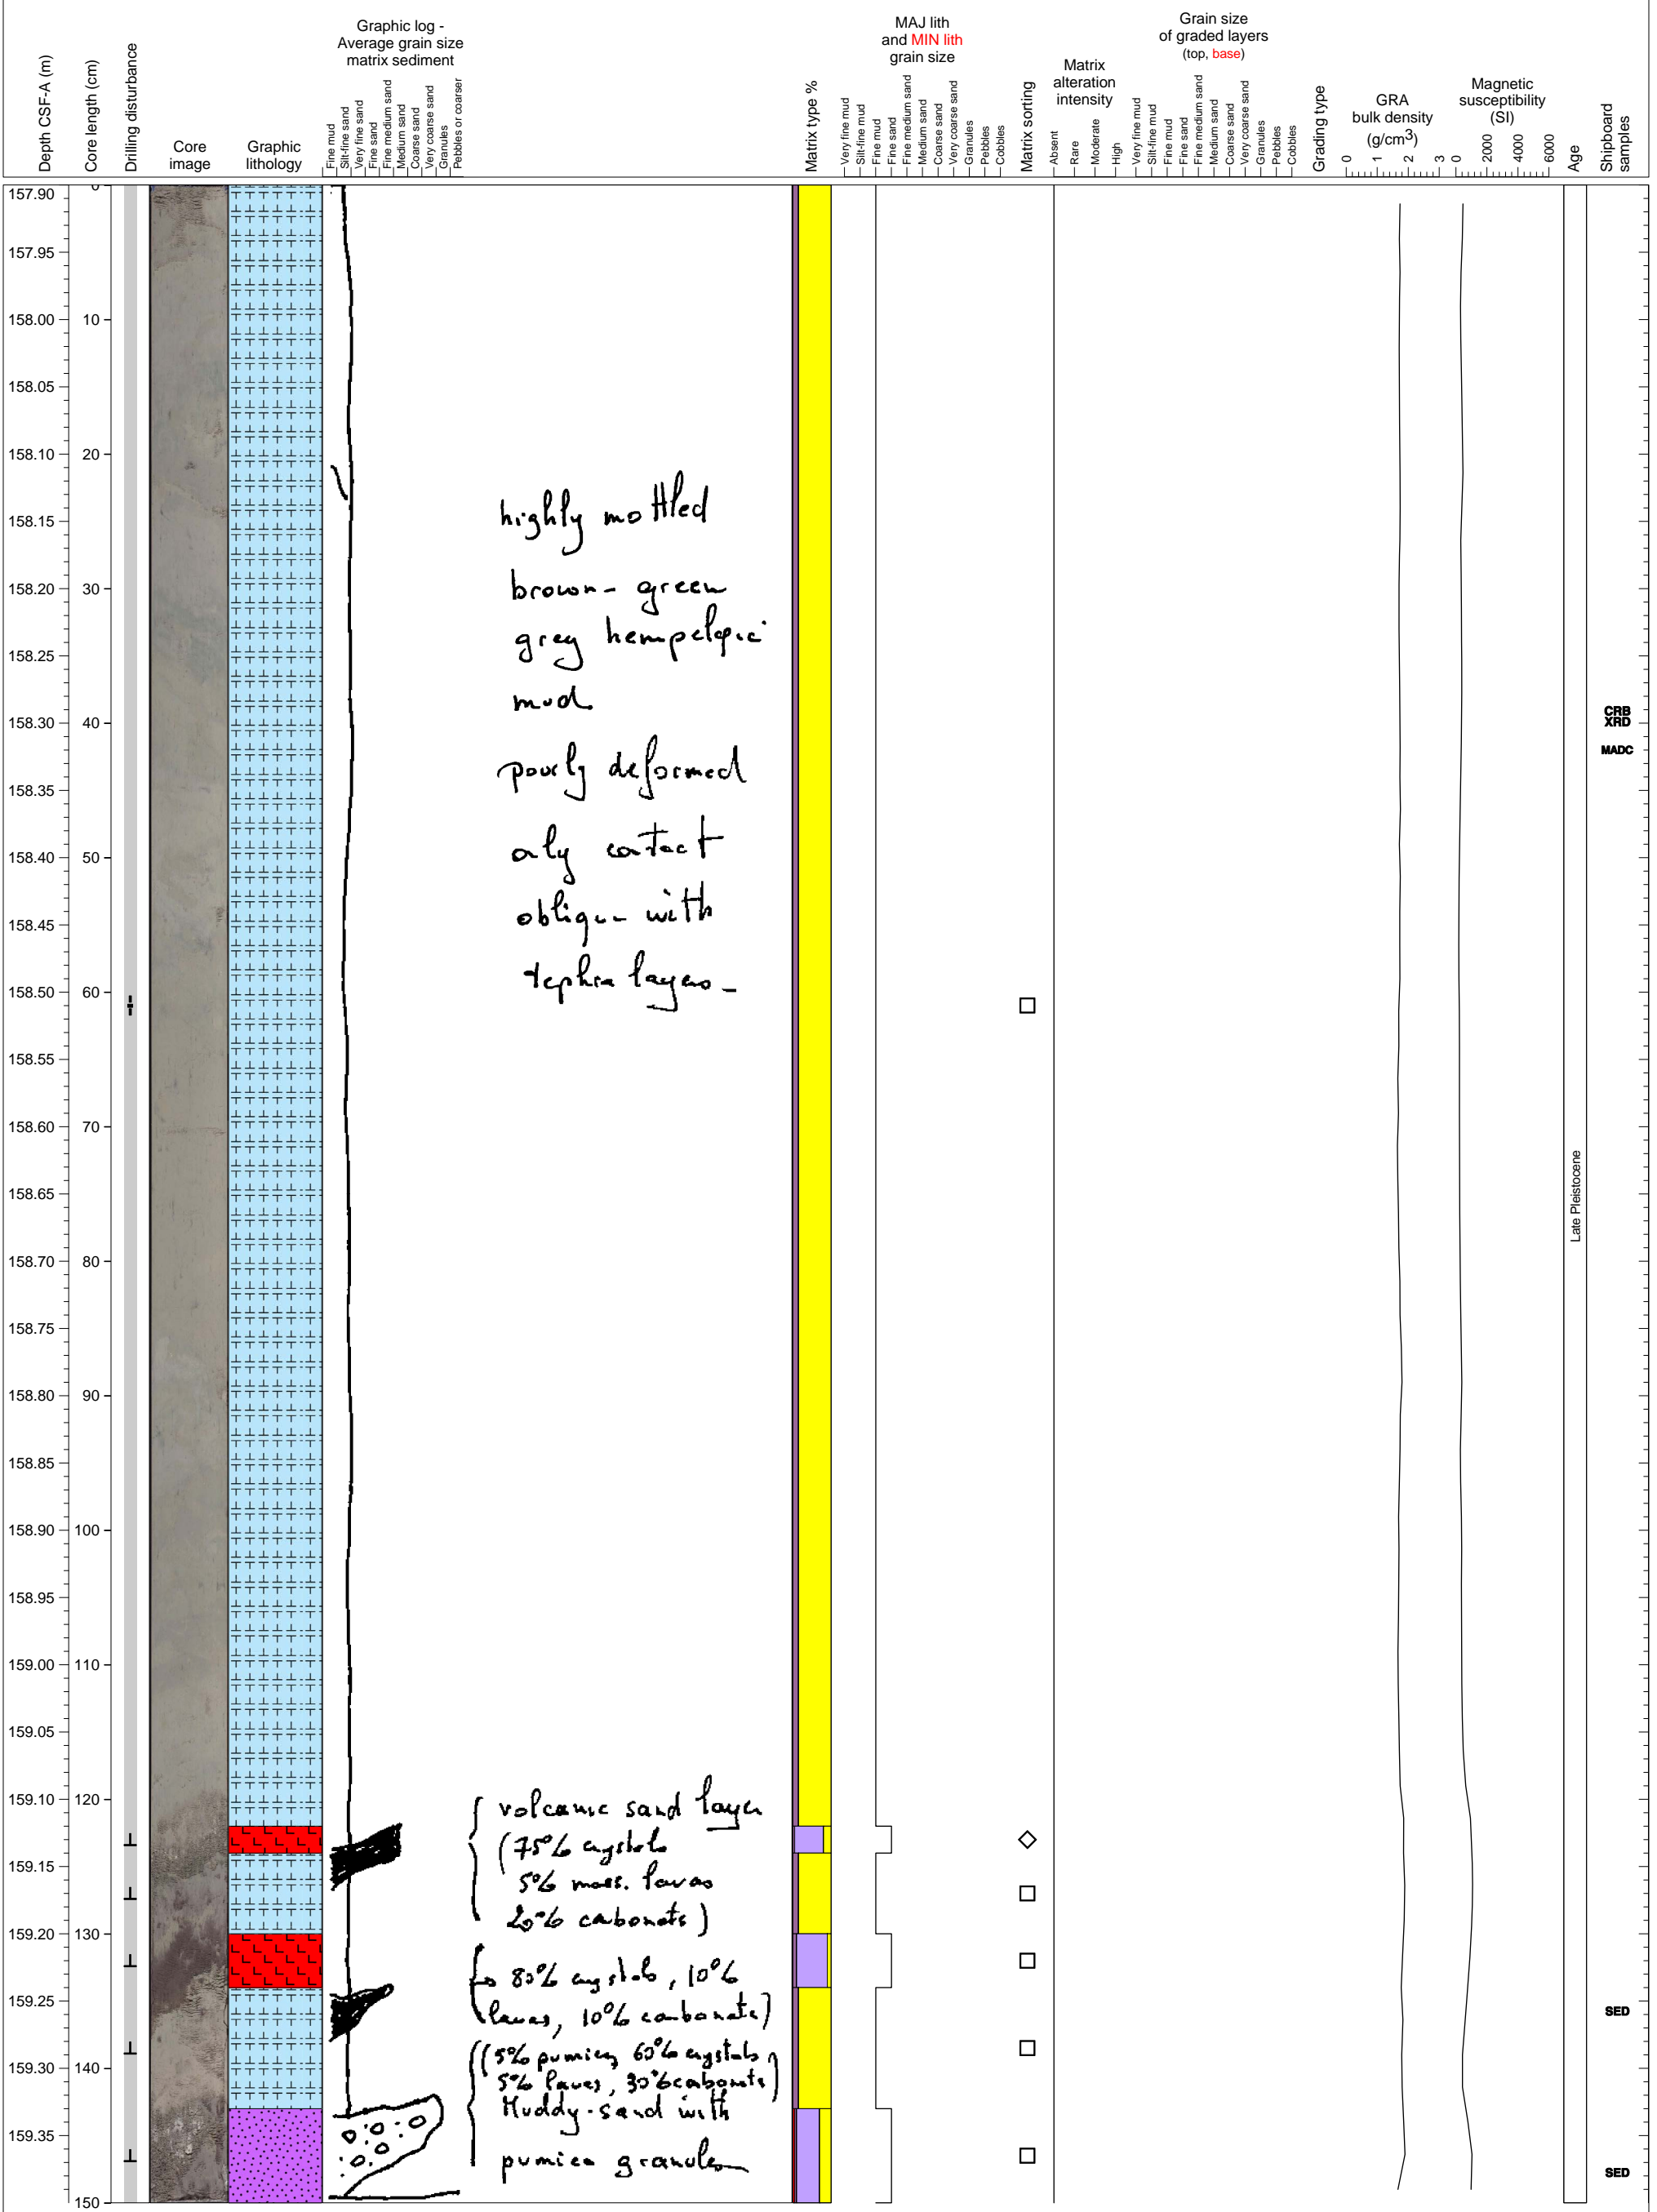 Depth CSF-A (m)
Core length (cm)
Drilling disturbance
Core
image
Graphic
lithology
Graphic log -
Average grain size
matrix sediment
Fine mud
Silt-fine sand
Very fine sand
Fine sand
Fine medium sand
Medium sand
Coarse sand
Very coarse sand
Granules
Pebbles or coarser
Matrix type %
MAJ lith
and MIN lith
grain size
Very fine mud
Silt-fine mud
Fine mud
Fine sand
Fine medium sand
Medium sand
Coarse sand
Very coarse sand
Granules
Pebbles
Cobbles
Matrix sorting
Matrix
alteration
intensity
Absent
Rare
Moderate
High
Grain size
of graded layers
(top, base)
Very fine mud
Silt-fine mud
Fine mud
Fine sand
Fine medium sand
Medium sand
Coarse sand
Very coarse sand
Granules
Pebbles
Cobbles
Grading type
GRA
bulk density
(g/cm3)
0 1 2 3
Magnetic
susceptibility
(SI)
0 2000 4000 6000
Age
Shipboard
samples
157.90 0
157.95
158.00 10
158.05
158.10 20
158.15
158.20 30
158.25
158.30 40
158.35
158.40 50
158.45
158.50 60
158.55
158.60 70
158.65
158.70 80
158.75
158.80 90
158.85
158.90 100
158.95
159.00 110
159.05
159.10 120
159.15
159.20 130
159.25
159.30 140
159.35
150
highly mottled
brown- green
grey
mud
deformed
only contact
with
tephra layers -
volcanic sand layer
(75% crystals
5% mass. lavas
20% carbonats)
80% crystals, 10%
lavas, 10% carbonate)
(5% pumice, 60% crystals,
5% lavas, 30% carbonats)
Muddy-sand with
pumice granules
CRB
XRD
MADC
Late Pleistocene
SED
SED